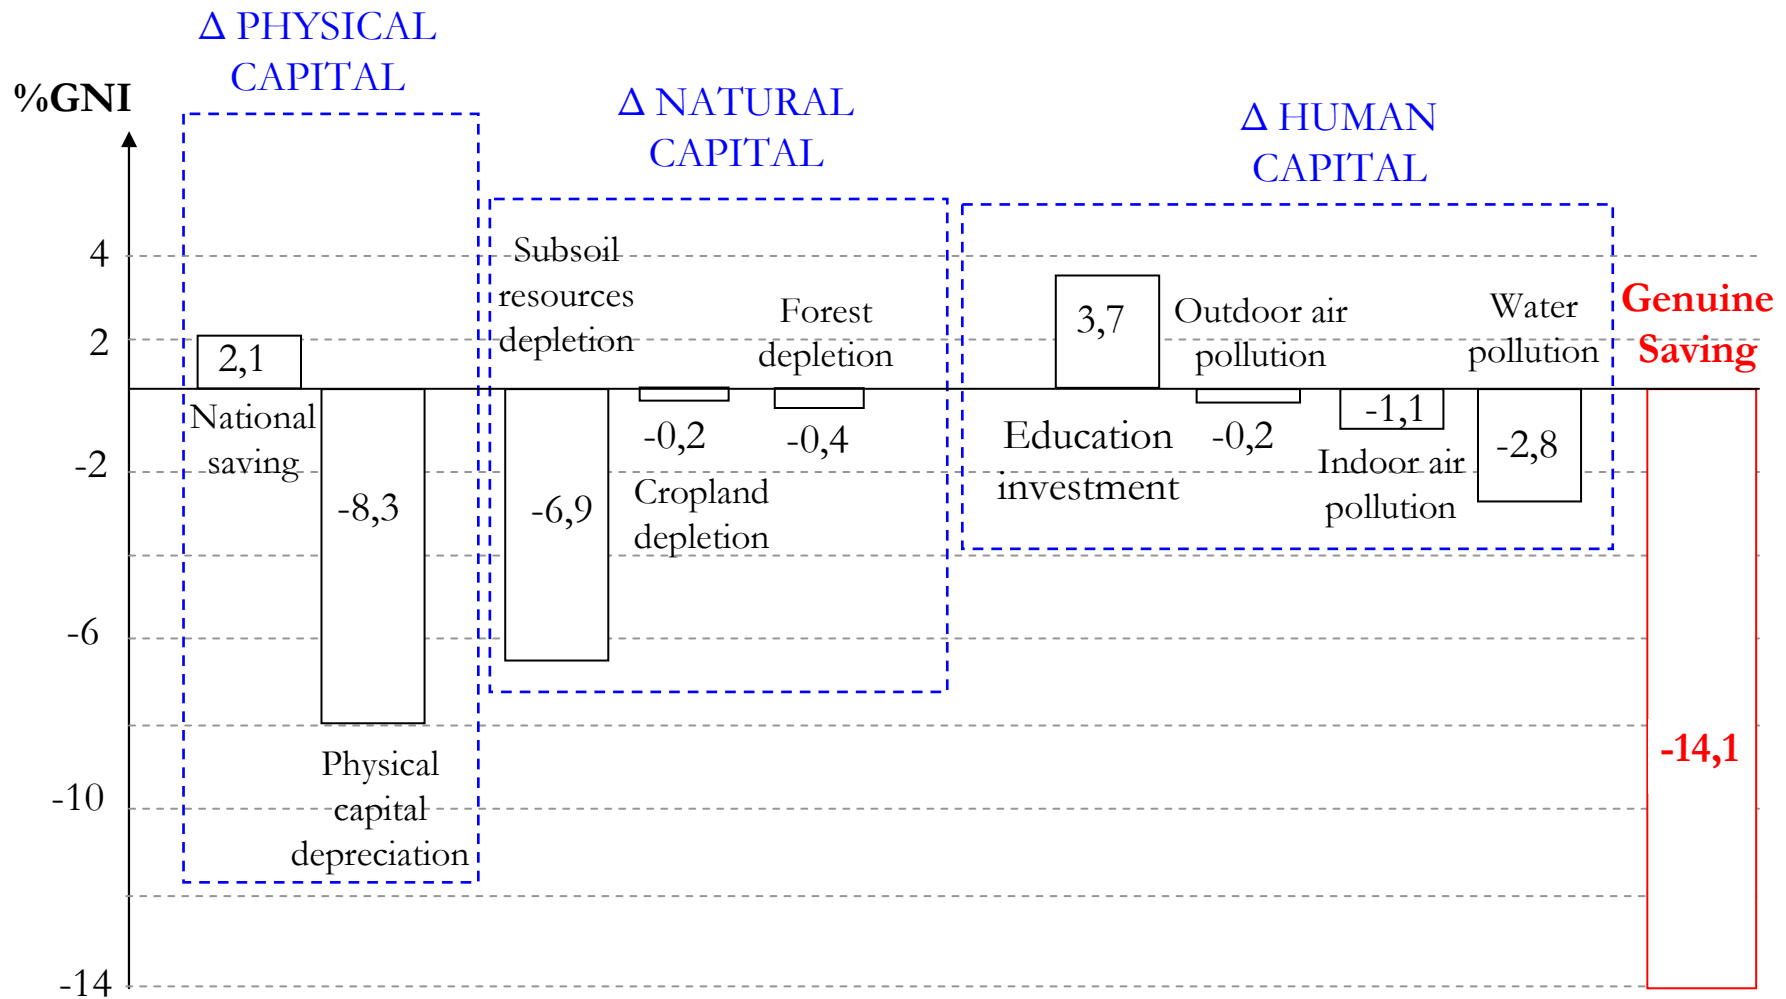 Δ PHYSICAL
CAPITAL
%GNI
Δ NATURAL
CAPITAL
Δ HUMAN
CAPITAL
4
2
-2
-6
-10
-14
2,1
National
saving
-8,3
Physical
capital
depreciation
Subsoil
resources
depletion
-6,9
-0,2
Cropland
depletion
Forest
depletion
-0,4
3,7
Education
investment
Outdoor air
pollution
-0,2
-1,1
Indoor air
pollution
Water
pollution
-2,8
Genuine
Saving
-14,1